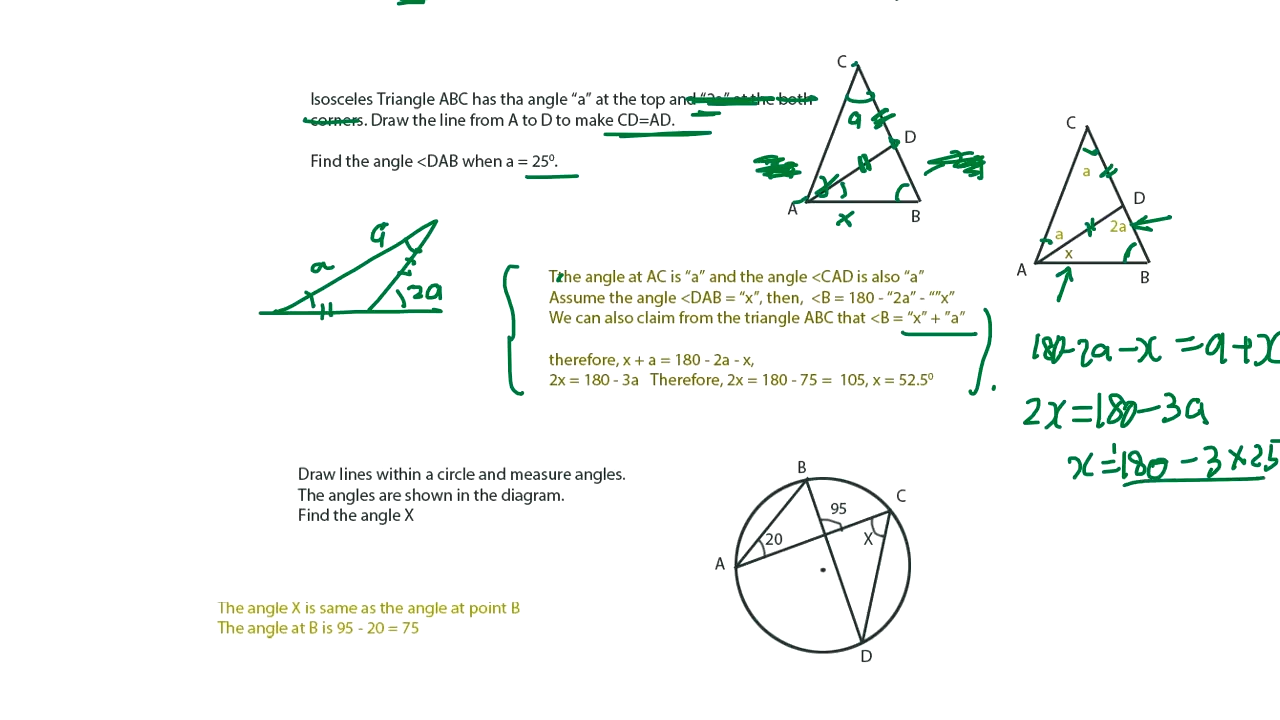 Isosceles Triangle ABC has tha angle “a” at the top and “2a” at the both
corners. Draw the line from A to D to make CD=AD.
Find the angle <DAB when a = 25⁰.
C
a
D
A
x
B
C
a
D
a
2a
x
A
B
a
a
2a
The angle at AC is “a” and the angle <CAD is also “a”
Assume the angle <DAB = “x”, then, <B = 180 - “2a” - “”x”
We can also claim from the triangle ABC that <B = “x” + ”a”
therefore, x + a = 180 - 2a - x,
2x = 180 - 3a Therefore, 2x = 180 - 75 = 105, x = 52.5⁰
180-2a-x=a+x
2x=180-3a
x=180-3×25
Draw lines within a circle and measure angles.
The angles are shown in the diagram.
Find the angle X
B
C
95
20
X
A
D
The angle X is same as the angle at point B
The angle at B is 95 - 20 = 75